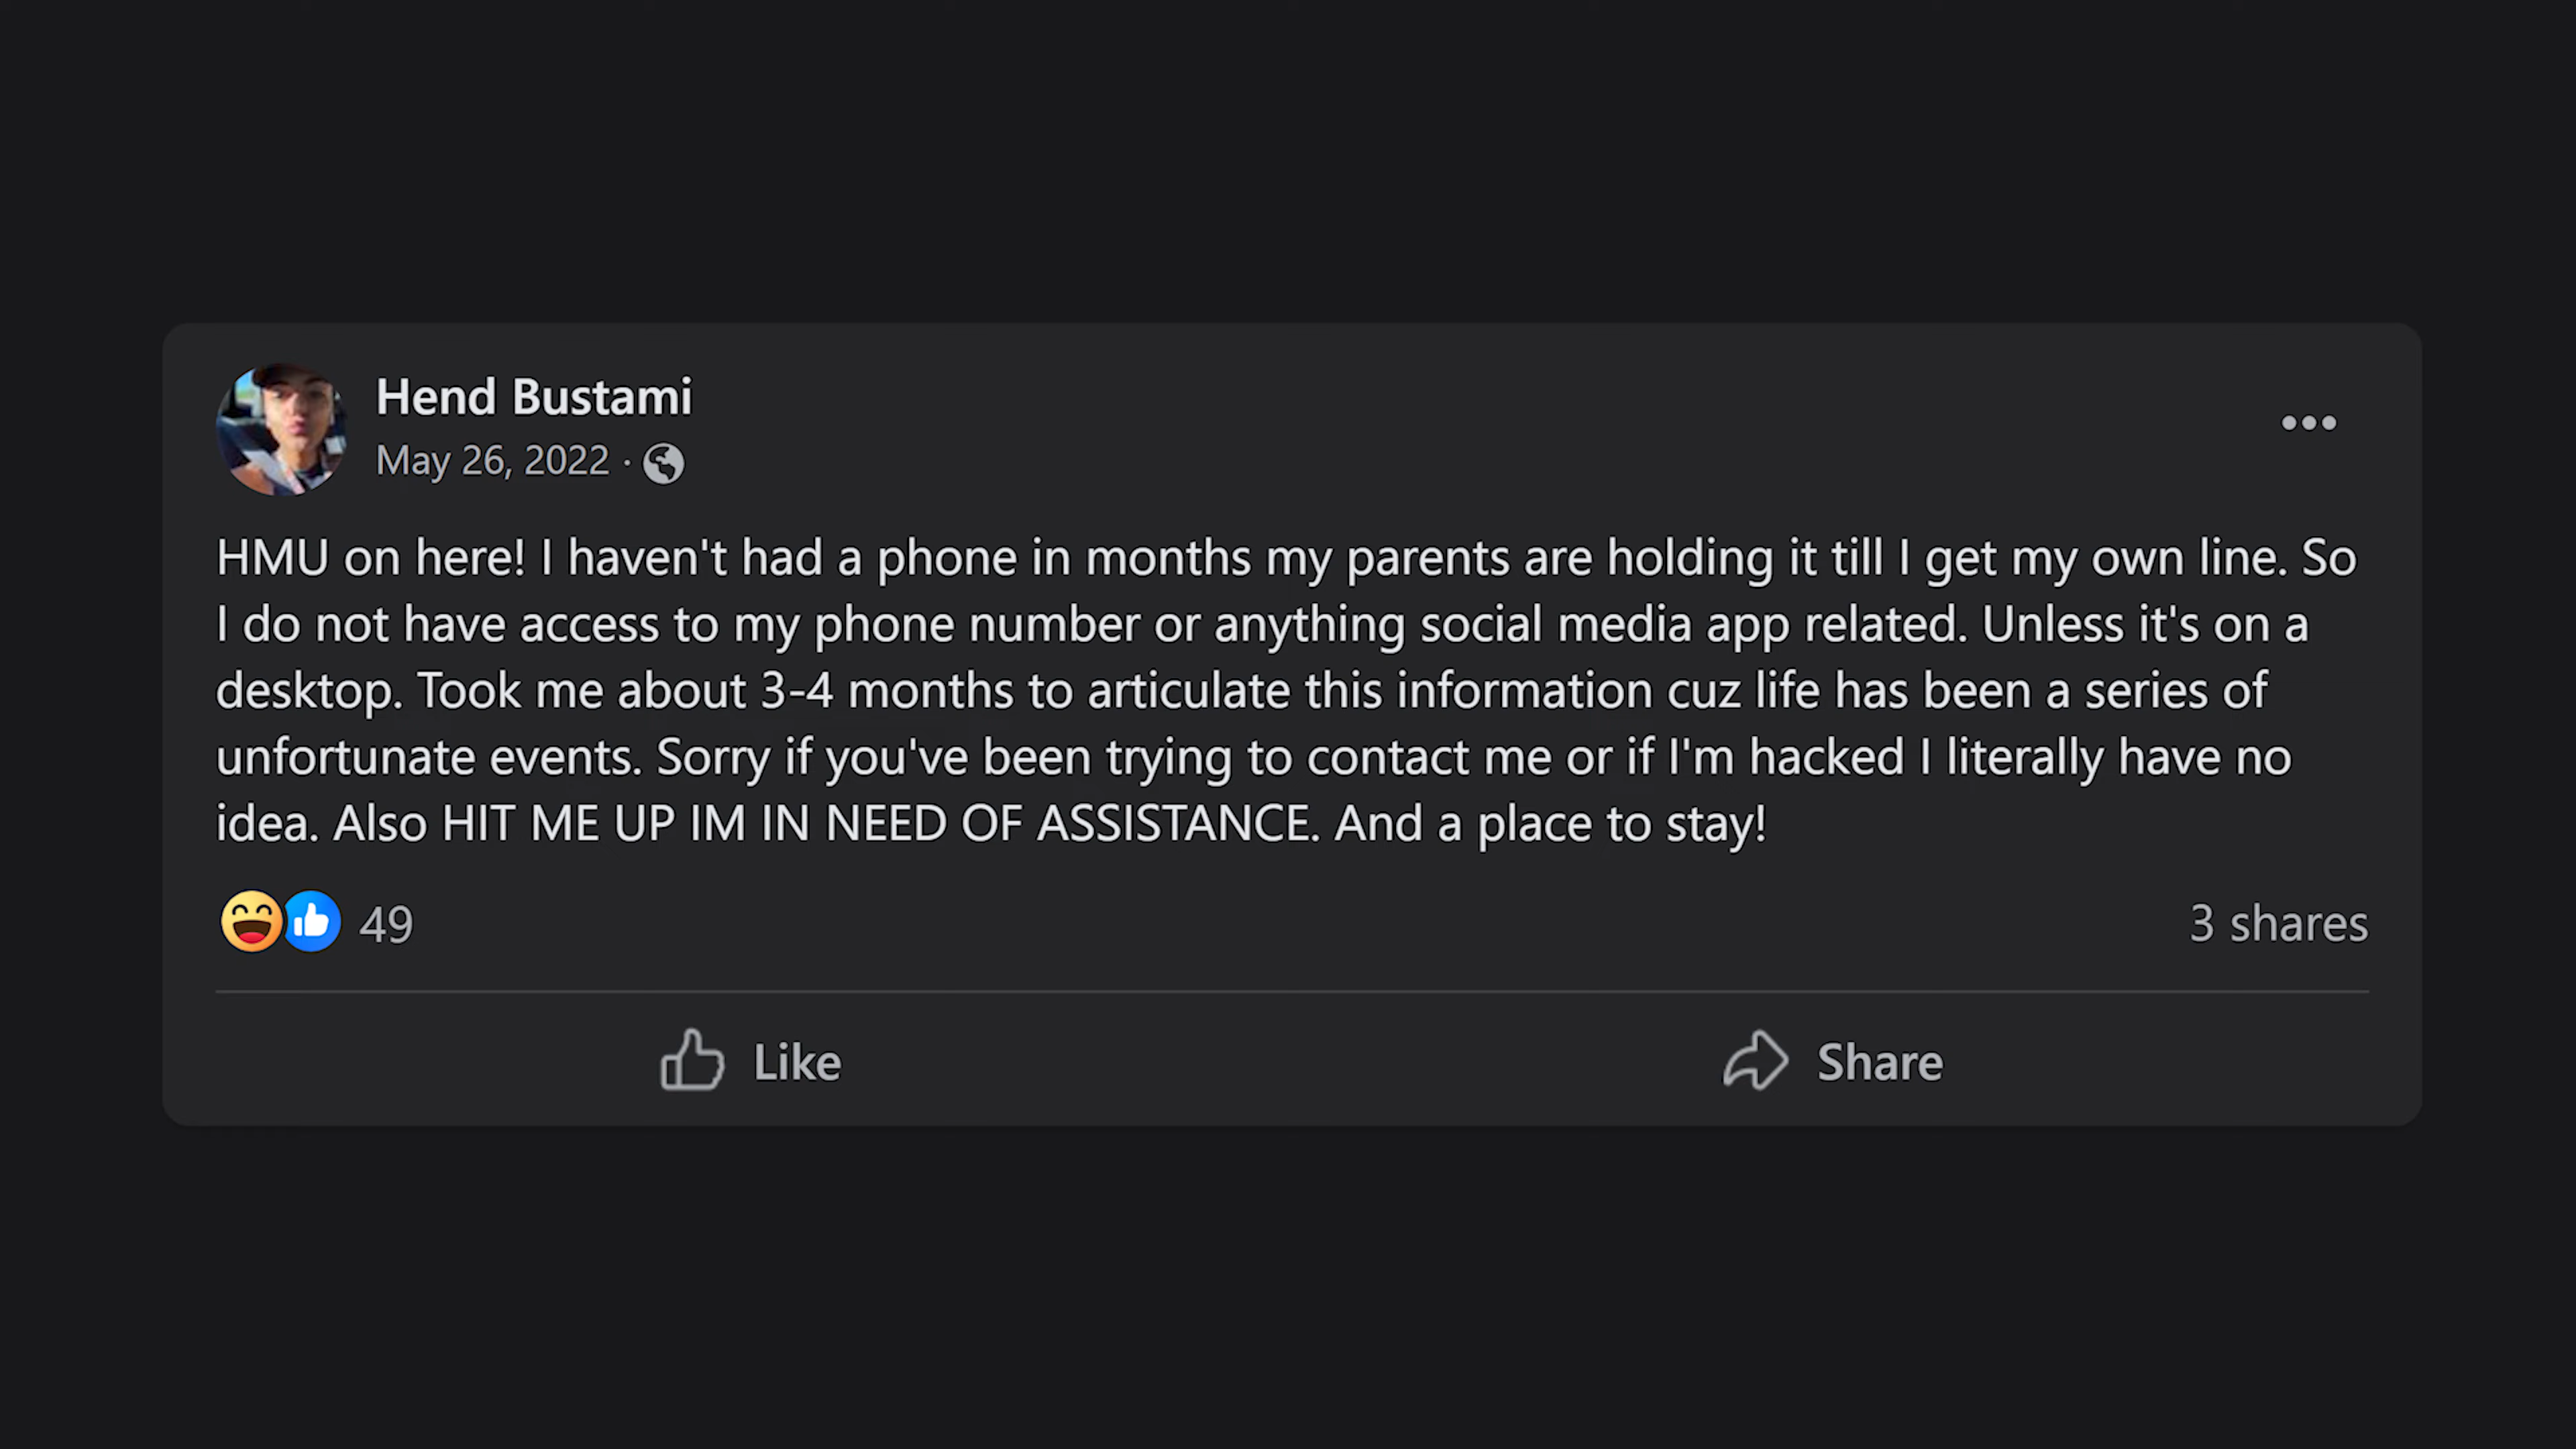 Hend Bustami
May 26, 2022 ·
HMU on here! I haven't had a phone in months my parents are holding it till I get my own line. So
I do not have access to my phone number or anything social media app related. Unless it's on a
desktop. Took me about 3-4 months to articulate this information cuz life has been a series of
unfortunate events. Sorry if you've been trying to contact me or if I'm hacked I literally have no
idea. Also HIT ME UP IM IN NEED OF ASSISTANCE. And a place to stay!
49 3 shares
Like Share